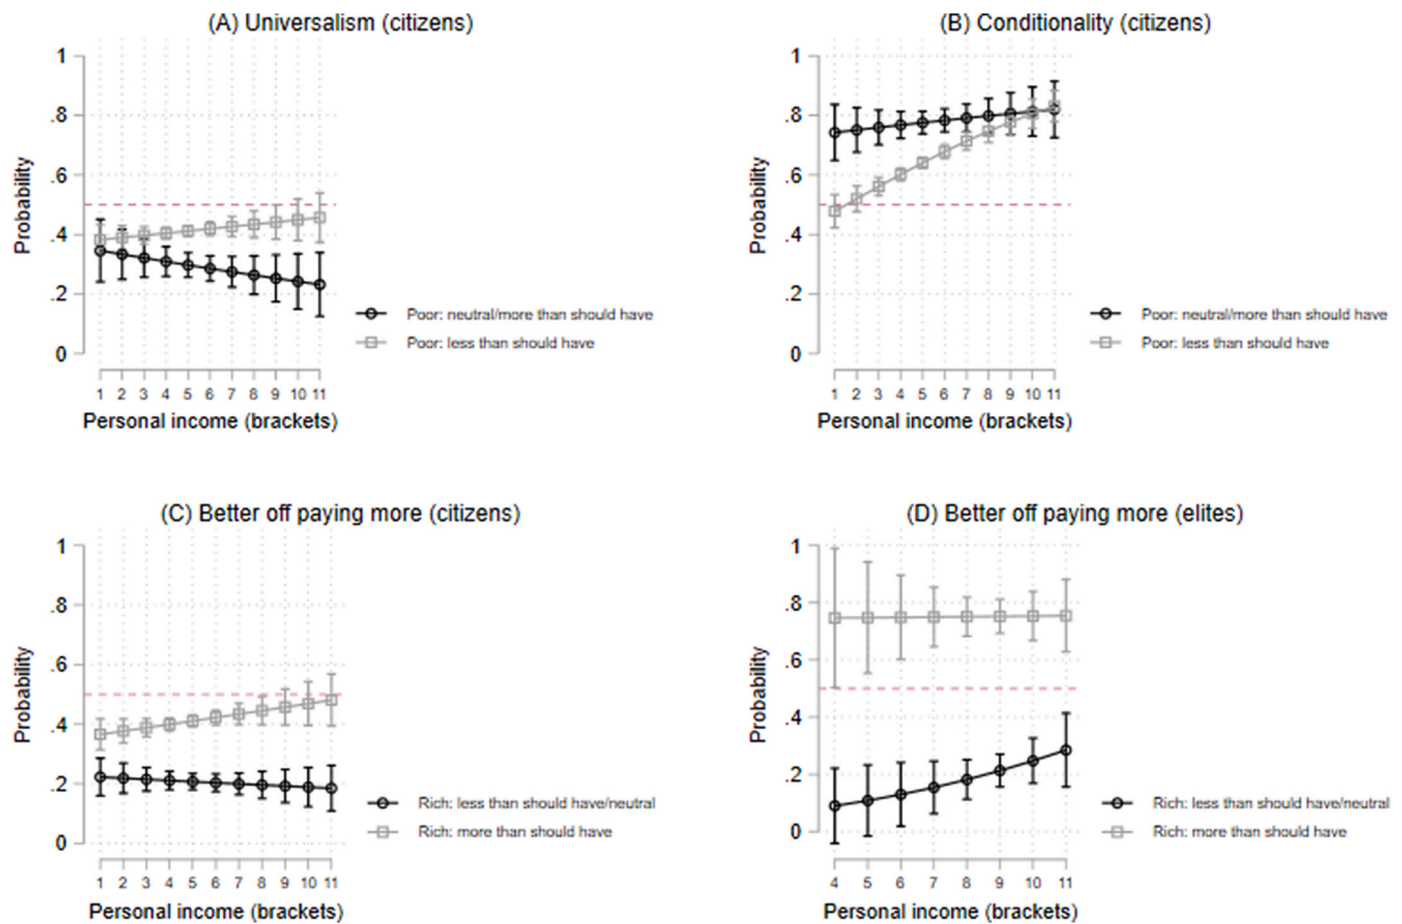 (A) Universalism (citizens)
Probability
1
.8
.6
.4
.2
0
1 2 3 4 5 6 7 8 9 10 11
Personal income (brackets)
Poor: neutral/more than should have
Poor: less than should have
(B) Conditionality (citizens)
Probability
1
.8
.6
.4
.2
0
1 2 3 4 5 6 7 8 9 10 11
Personal income (brackets)
Poor: neutral/more than should have
Poor: less than should have
(C) Better off paying more (citizens)
Probability
1
.8
.6
.4
.2
0
1 2 3 4 5 6 7 8 9 10 11
Personal income (brackets)
Rich: less than should have/neutral
Rich: more than should have
(D) Better off paying more (elites)
Probability
1
.8
.6
.4
.2
0
4 5 6 7 8 9 10 11
Personal income (brackets)
Rich: less than should have/neutral
Rich: more than should have